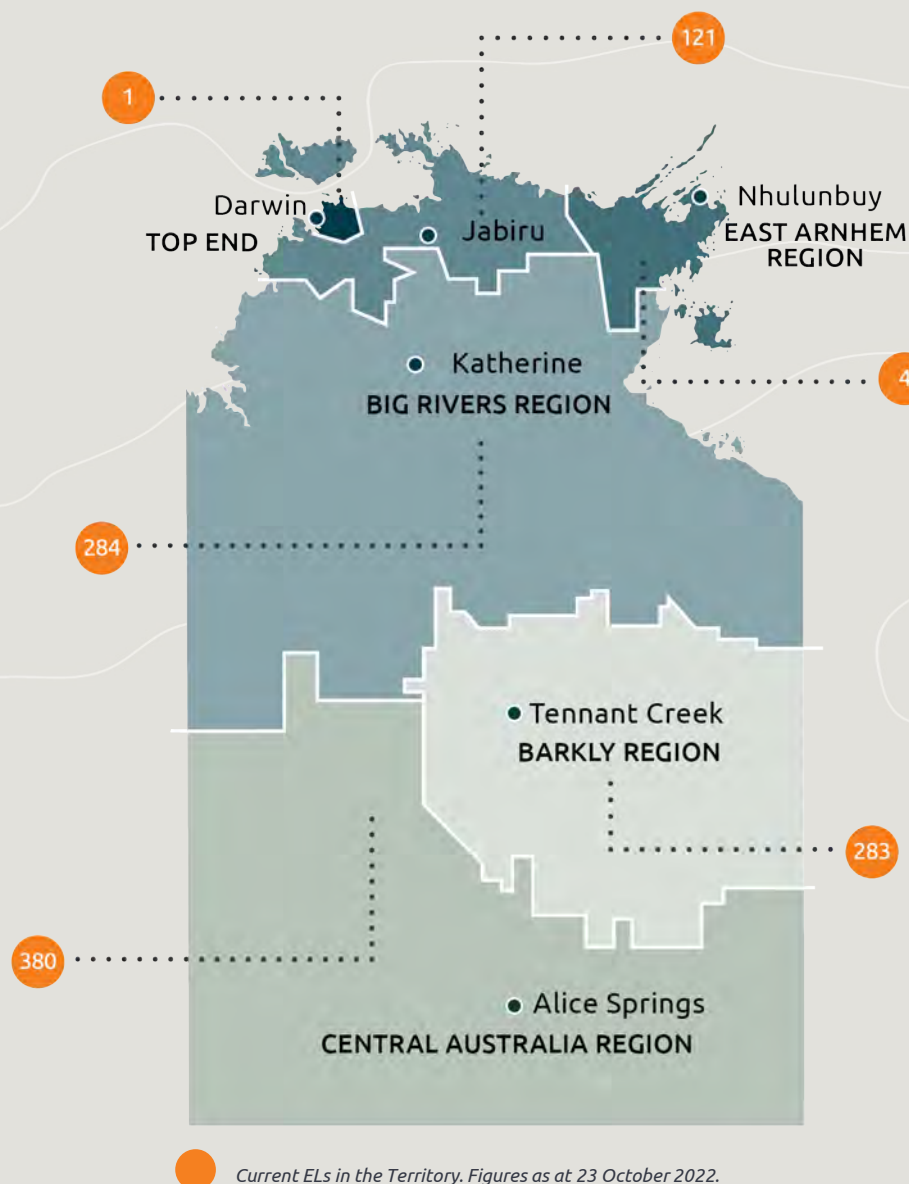 121
1
Darwin
TOP END
Jabiru
Nhulunbuy
EAST ARNHEM
REGION
Katherine
BIG RIVERS REGION
4
284
Tennant Creek
BARKLY REGION
283
380
Alice Springs
CENTRAL AUSTRALIA REGION
Current ELs in the Territory. Figures as at 23 October 2022.